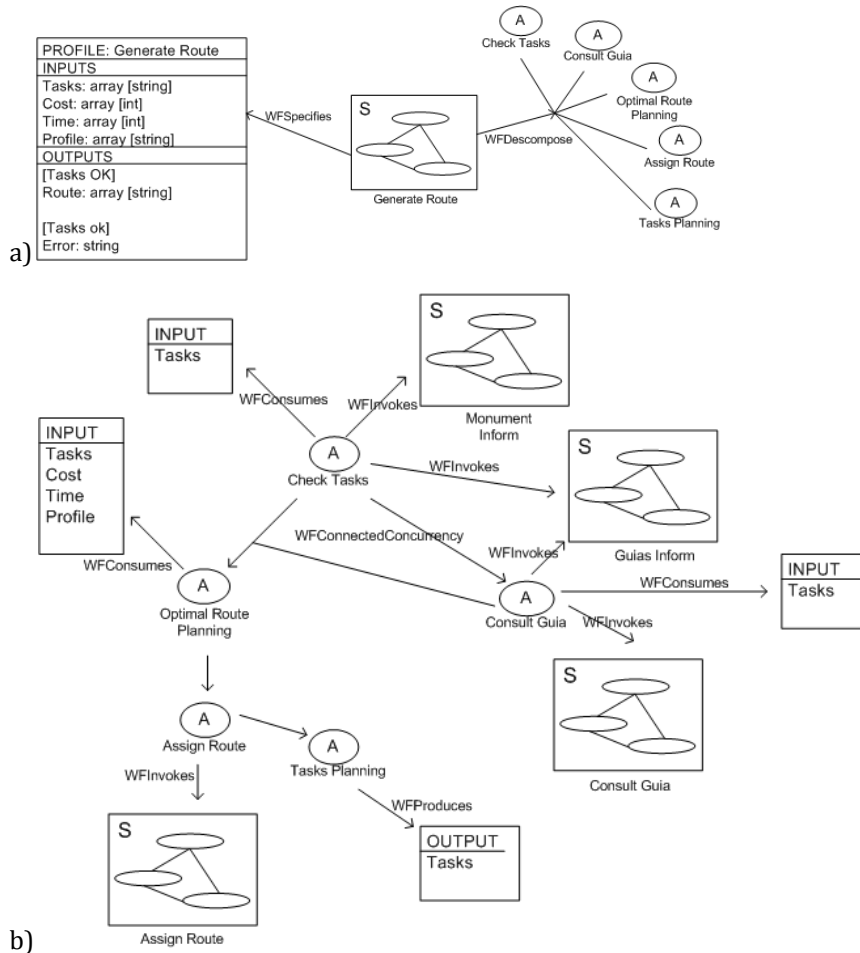 PROFILE: Generate Route
INPUTS
Tasks: array [string]
Cost: array [int]
Time: array [int]
Profile: array [string]
OUTPUTS
[Tasks OK]
Route: array [string]
[Tasks ok]
Error: string
a)
WFSpecifies
S
Generate Route
WFDescompose
A
Check Tasks
A
Consult Guia
A
Optimal Route
Planning
A
Assign Route
A
Tasks Planning
INPUT
Tasks
WFConsumes
WFInvokes
S
Monument
Inform
A
Check Tasks
WFInvokes
S
Guias Inform
INPUT
Tasks
Cost
Time
Profile
WFConsumes
WFConnectedConcurrency
WFInvokes
A
Optimal Route
Planning
A
Consult Guia
WFConsumes
INPUT
Tasks
WFInvokes
S
Consult Guia
A
Assign Route
A
Tasks Planning
WFInvokes
WFProduces
S
Assign Route
OUTPUT
Tasks
b)